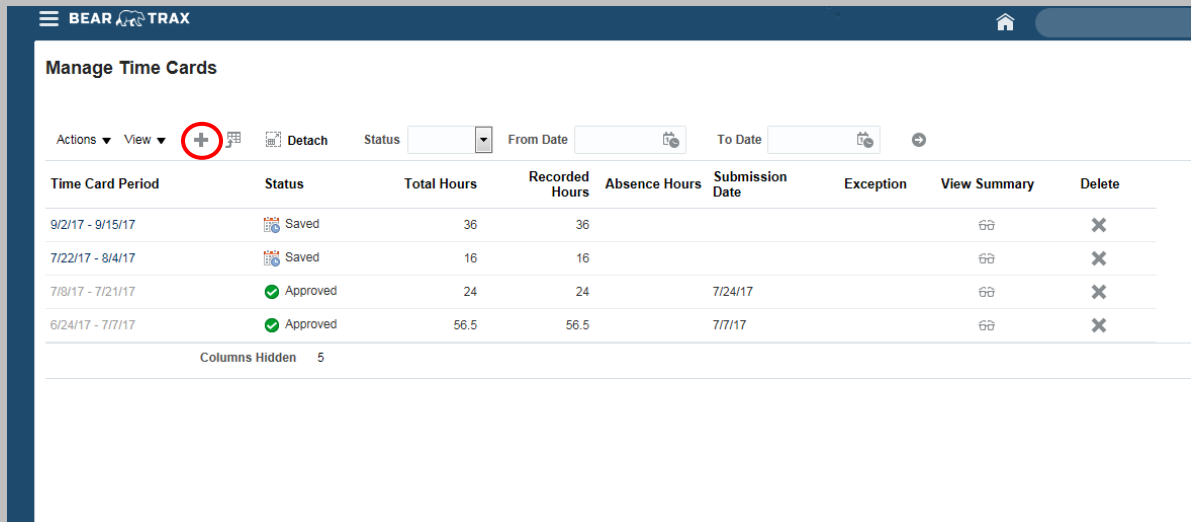 BEAR TRAX
Manage Time Cards
Actions View Detach Status From Date To Date
Time Card Period Status Total Hours Recorded Hours Absence Hours Submission Date Exception View Summary Delete
9/2/17 - 9/15/17 Saved 36 36
7/22/17 - 8/4/17 Saved 16 16
7/8/17 - 7/21/17 Approved 24 24 7/24/17
6/24/17 - 7/7/17 Approved 56.5 56.5 7/7/17
Columns Hidden 5